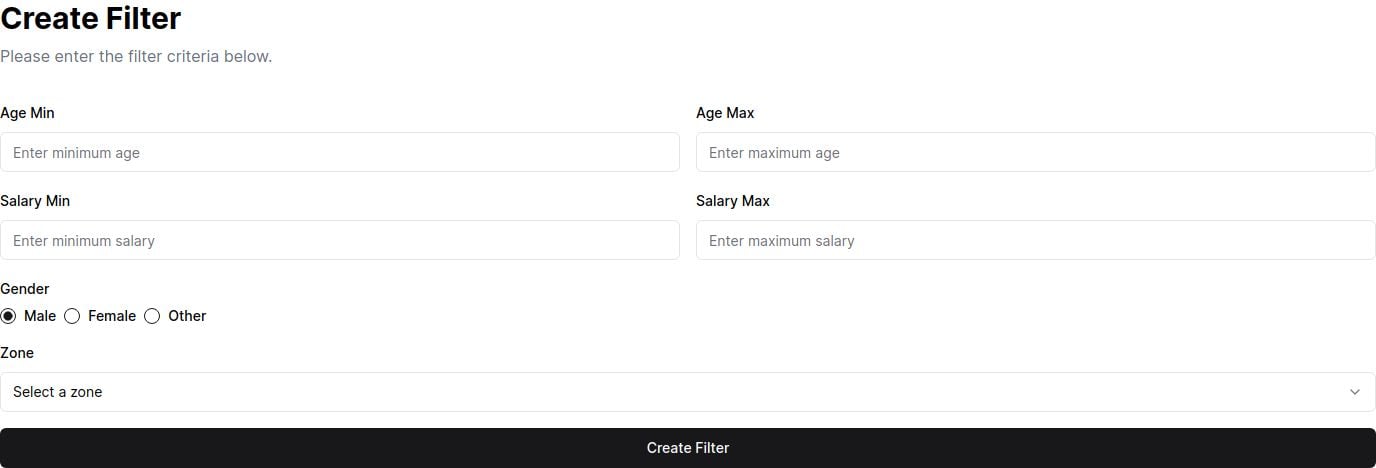 Create Filter
Please enter the filter criteria below.
Age Min
Age Max
Enter minimum age
Enter maximum age
Salary Min
Salary Max
Enter minimum salary
Enter maximum salary
Gender
Male Female Other
Zone
Select a zone
Create Filter